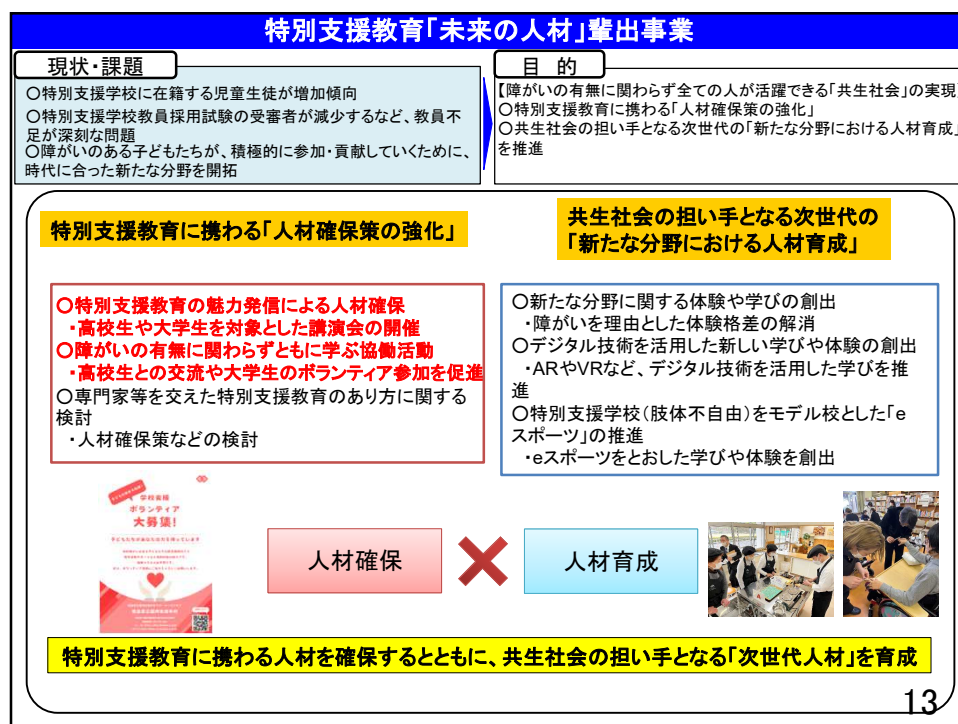 特別支援教育「未来の人材」輩出事業
現状・課題
〇特別支援学校に在籍する児童生徒が増加傾向
〇特別支援学校教員採用試験の受審者が減少するなど、教員不
足が深刻な問題
〇障がいのある子どもたちが、積極的に参加・貢献していくために、
時代に合った新たな分野を開拓
目 的
【障がいの有無に関わらず全ての人が活躍できる「共生社会」の実現】
〇特別支援教育に携わる「人材確保策の強化」
〇共生社会の担い手となる次世代の「新たな分野における人材育成」
を推進
特別支援教育に携わる「人材確保策の強化」
〇特別支援教育の魅力発信による人材確保
・高校生や大学生を対象とした講演会の開催
〇障がいの有無に関わらずともに学ぶ協働活動
・高校生との交流や大学生のボランティア参加を促進
〇専門家等を交えた特別支援教育のあり方に関する
検討
・人材確保策などの検討
共生社会の担い手となる次世代の
「新たな分野における人材育成」
〇新たな分野に関する体験や学びの創出
・障がいを理由とした体験格差の解消
〇デジタル技術を活用した新しい学びや体験の創出
・ARやVRなど、デジタル技術を活用した学びを推
進
〇特別支援学校(肢体不自由)をモデル校とした「e
スポーツ」の推進
・eスポーツをとおした学びや体験を創出
学校支援
ボランティア
大募集!
人材確保
人材育成
特別支援教育に携わる人材を確保するとともに、共生社会の担い手となる「次世代人材」を育成
13